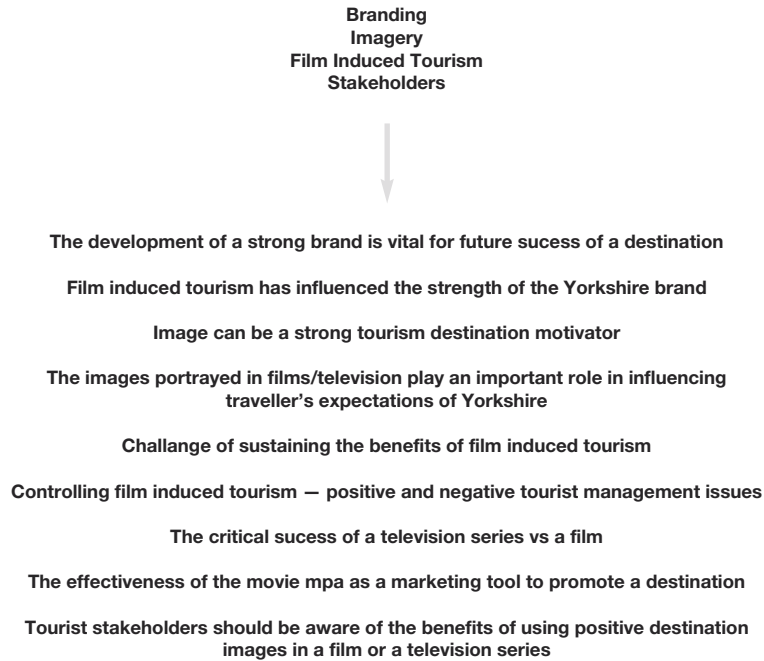 Branding
Imagery
Film Induced Tourism
Stakeholders
The development of a strong brand is vital for future sucess of a destination
Film induced tourism has influenced the strength of the Yorkshire brand
Image can be a strong tourism destination motivator
The images portrayed in films/television play an important role in influencing
traveller’s expectations of Yorkshire
Challange of sustaining the benefits of film induced tourism
Controlling film induced tourism — positive and negative tourist management issues
The critical sucess of a television series vs a film
The effectiveness of the movie mpa as a marketing tool to promote a destination
Tourist stakeholders should be aware of the benefits of using positive destination
images in a film or a television series